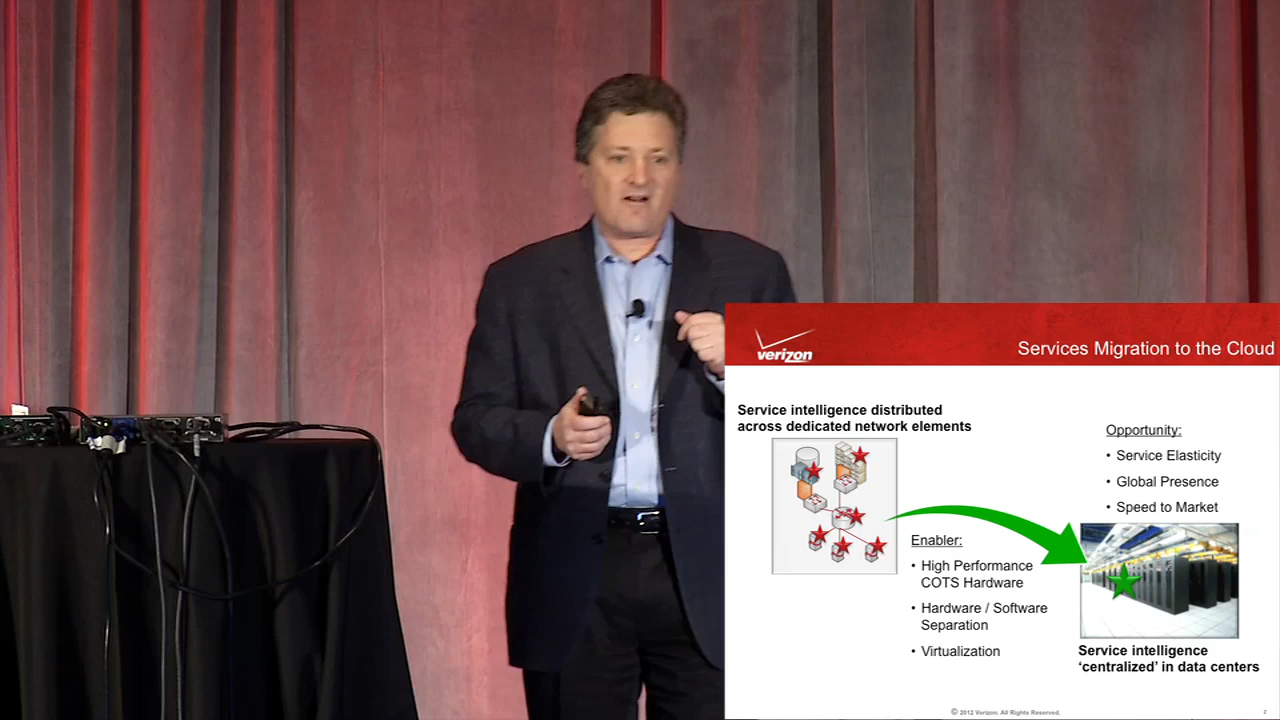 verizon
Services Migration to the Cloud
Service intelligence distributed
across dedicated network elements
Opportunity:
• Service Elasticity
• Global Presence
• Speed to Market
Enabler:
• High Performance
COTS Hardware
• Hardware / Software
Separation
• Virtualization
Service intelligence
‘centralized’ in data centers
© 2012 Verizon. All Rights Reserved.
2